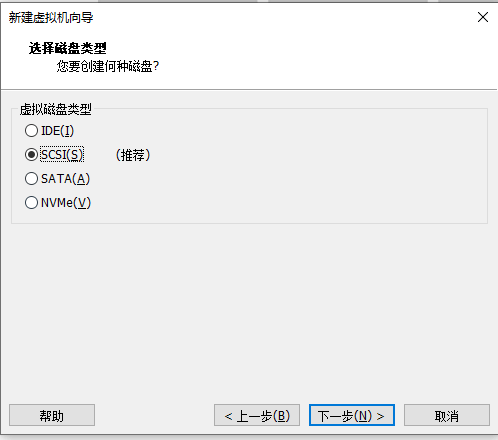 新建虚拟机向导
选择磁盘类型
您要创建何种磁盘?
虚拟磁盘类型
IDE(I)
SCSI(S) （推荐）
SATA(A)
NVMe(V)
帮助 < 上一步(B) 下一步(N) > 取消